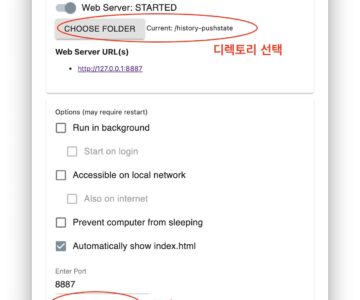 Web Server: STARTED
CHOOSE FOLDER Current: /history-pushstate
디렉토리 선택
Web Server URL(s)
http://127.0.0.1:8887
Options (may require restart)
Run in background
Start on login
Accessible on local network
Also on internet
Prevent computer from sleeping
Automatically show index.html
Enter Port
8887